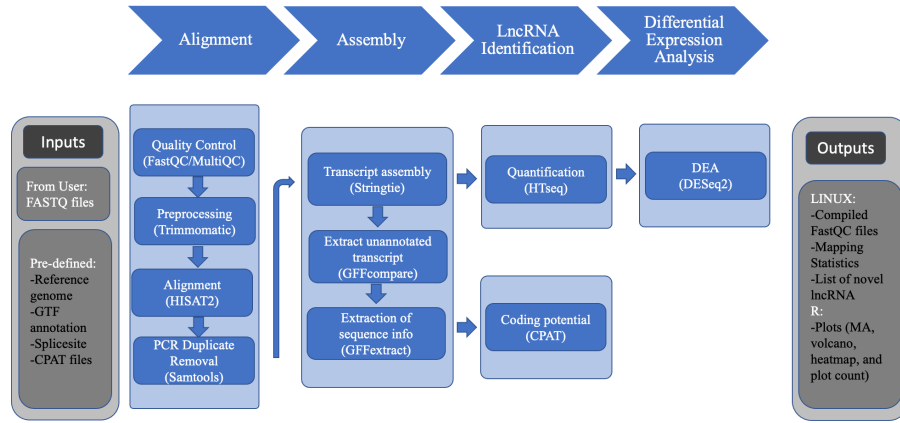 Alignment
Assembly
LncRNA
Identification
Differential
Expression
Analysis
Inputs
From User:
FASTQ files
Pre-defined:
-Reference
genome
-GTF
annotation
-Splicesite
-CPAT files
Quality Control
(FastQC/MultiQC)
Preprocessing
(Trimmomatic)
Alignment
(HISAT2)
PCR Duplicate
Removal
(Samtools)
Transcript assembly
(Stringtie)
Extract unannotated
transcript
(GFFcompare)
Extraction of
sequence info
(GFFextract)
Quantification
(HTseq)
Coding potential
(CPAT)
DEA
(DESeq2)
Outputs
LINUX:
-Compiled
FastQC files
-Mapping
Statistics
-List of novel
lncRNA
R:
-Plots (MA,
volcano,
heatmap, and
plot count)